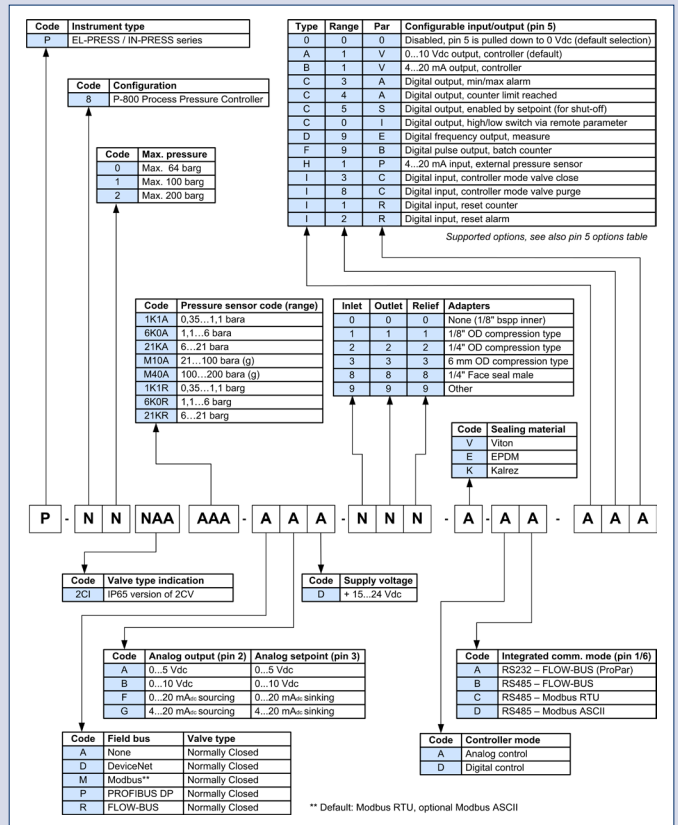 Code Instrument type
P EL-PRESS / IN-PRESS series
Code Configuration
8 P-800 Process Pressure Controller
Code Max. pressure
0 Max. 64 barg
1 Max. 100 barg
2 Max. 200 barg
Type Range Par Configurable input/output (pin 5)
0 0 0 Disabled, pin 5 is pulled down to 0 Vdc (default selection)
A 1 V 0...10 Vdc output, controller (default)
B 1 V 4...20 mA output, controller
C 3 A Digital output, min/max alarm
C 4 A Digital output, counter limit reached
C 5 S Digital output, enabled by setpoint (for shut-off)
C 0 I Digital output, high/low switch via remote parameter
D 9 E Digital frequency output, measure
F 9 B Digital pulse output, batch counter
H 1 P 4...20 mA input, external pressure sensor
I 3 C Digital input, controller mode valve close
I 8 C Digital input, controller mode valve purge
I 1 R Digital input, reset counter
I 2 R Digital input, reset alarm
Supported options, see also pin 5 options table
Code Pressure sensor code (range)
1K1A 0,35...1,1 bara
6K0A 1,1...6 bara
21KA 6...21 bara
M10A 21...100 bara (g)
M40A 100...200 bara (g)
1K1R 0,35...1,1 barg
6K0R 1,1...6 barg
21KR 6...21 barg
Inlet Outlet Relief Adapters
0 0 0 None (1/8" bspp inner)
1 1 1 1/8" OD compression type
2 2 2 1/4" OD compression type
3 3 3 6 mm OD compression type
8 8 8 1/4" Face seal male
9 9 9 Other
Code Sealing material
V Viton
E EPDM
K Kalrez
P - N N NAA AAA - A A A - N N N - A - A A - A A A
Code Valve type indication
2CI IP65 version of 2CV
Code Supply voltage
D + 15...24 Vdc
Code Analog output (pin 2) Analog setpoint (pin 3)
A 0...5 Vdc 0...5 Vdc
B 0...10 Vdc 0...10 Vdc
F 0...20 mAdc sourcing 0...20 mAdc sinking
G 4...20 mAdc sourcing 4...20 mAdc sinking
Code Integrated comm. mode (pin 1/6)
A RS232 – FLOW-BUS (ProPar)
B RS485 – FLOW-BUS
C RS485 – Modbus RTU
D RS485 – Modbus ASCII
Code Field bus Valve type
A None Normally Closed
D DeviceNet Normally Closed
M Modbus** Normally Closed
P PROFIBUS DP Normally Closed
R FLOW-BUS Normally Closed
Code Controller mode
A Analog control
D Digital control
** Default: Modbus RTU, optional Modbus ASCII